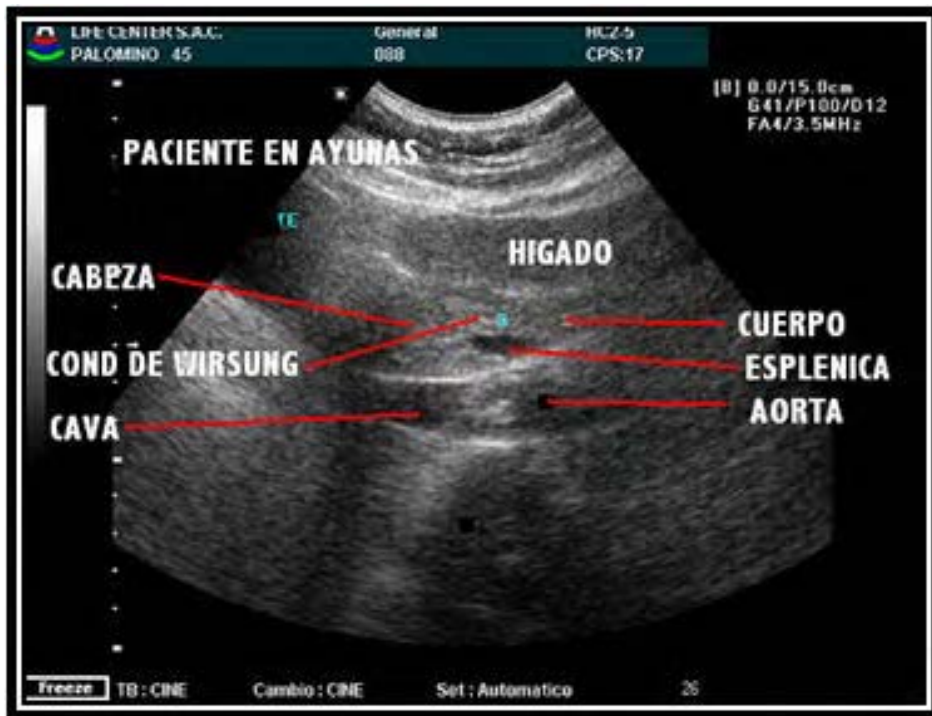 LIFE CENTER S.A.C. General HC2-5
PALOMINO 45 088 CPS:17
[B] 0.0/15.0cm
G41/P100/D12
FA4/3.5MHz
PACIENTE EN AYUNAS
TE
HIGADO
CABEZA
G
CUERPO
COND DE WIRSUNG
ESPLENICA
AORTA
CAVA
Freeze TB : CINE Cambio : CINE Set : Automatico 26